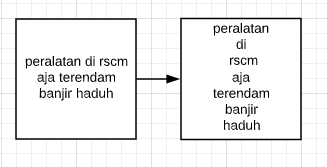 peralatan di rscm
aja terendam
banjir haduh
peralatan
di
rscm
aja
terendam
banjir
haduh